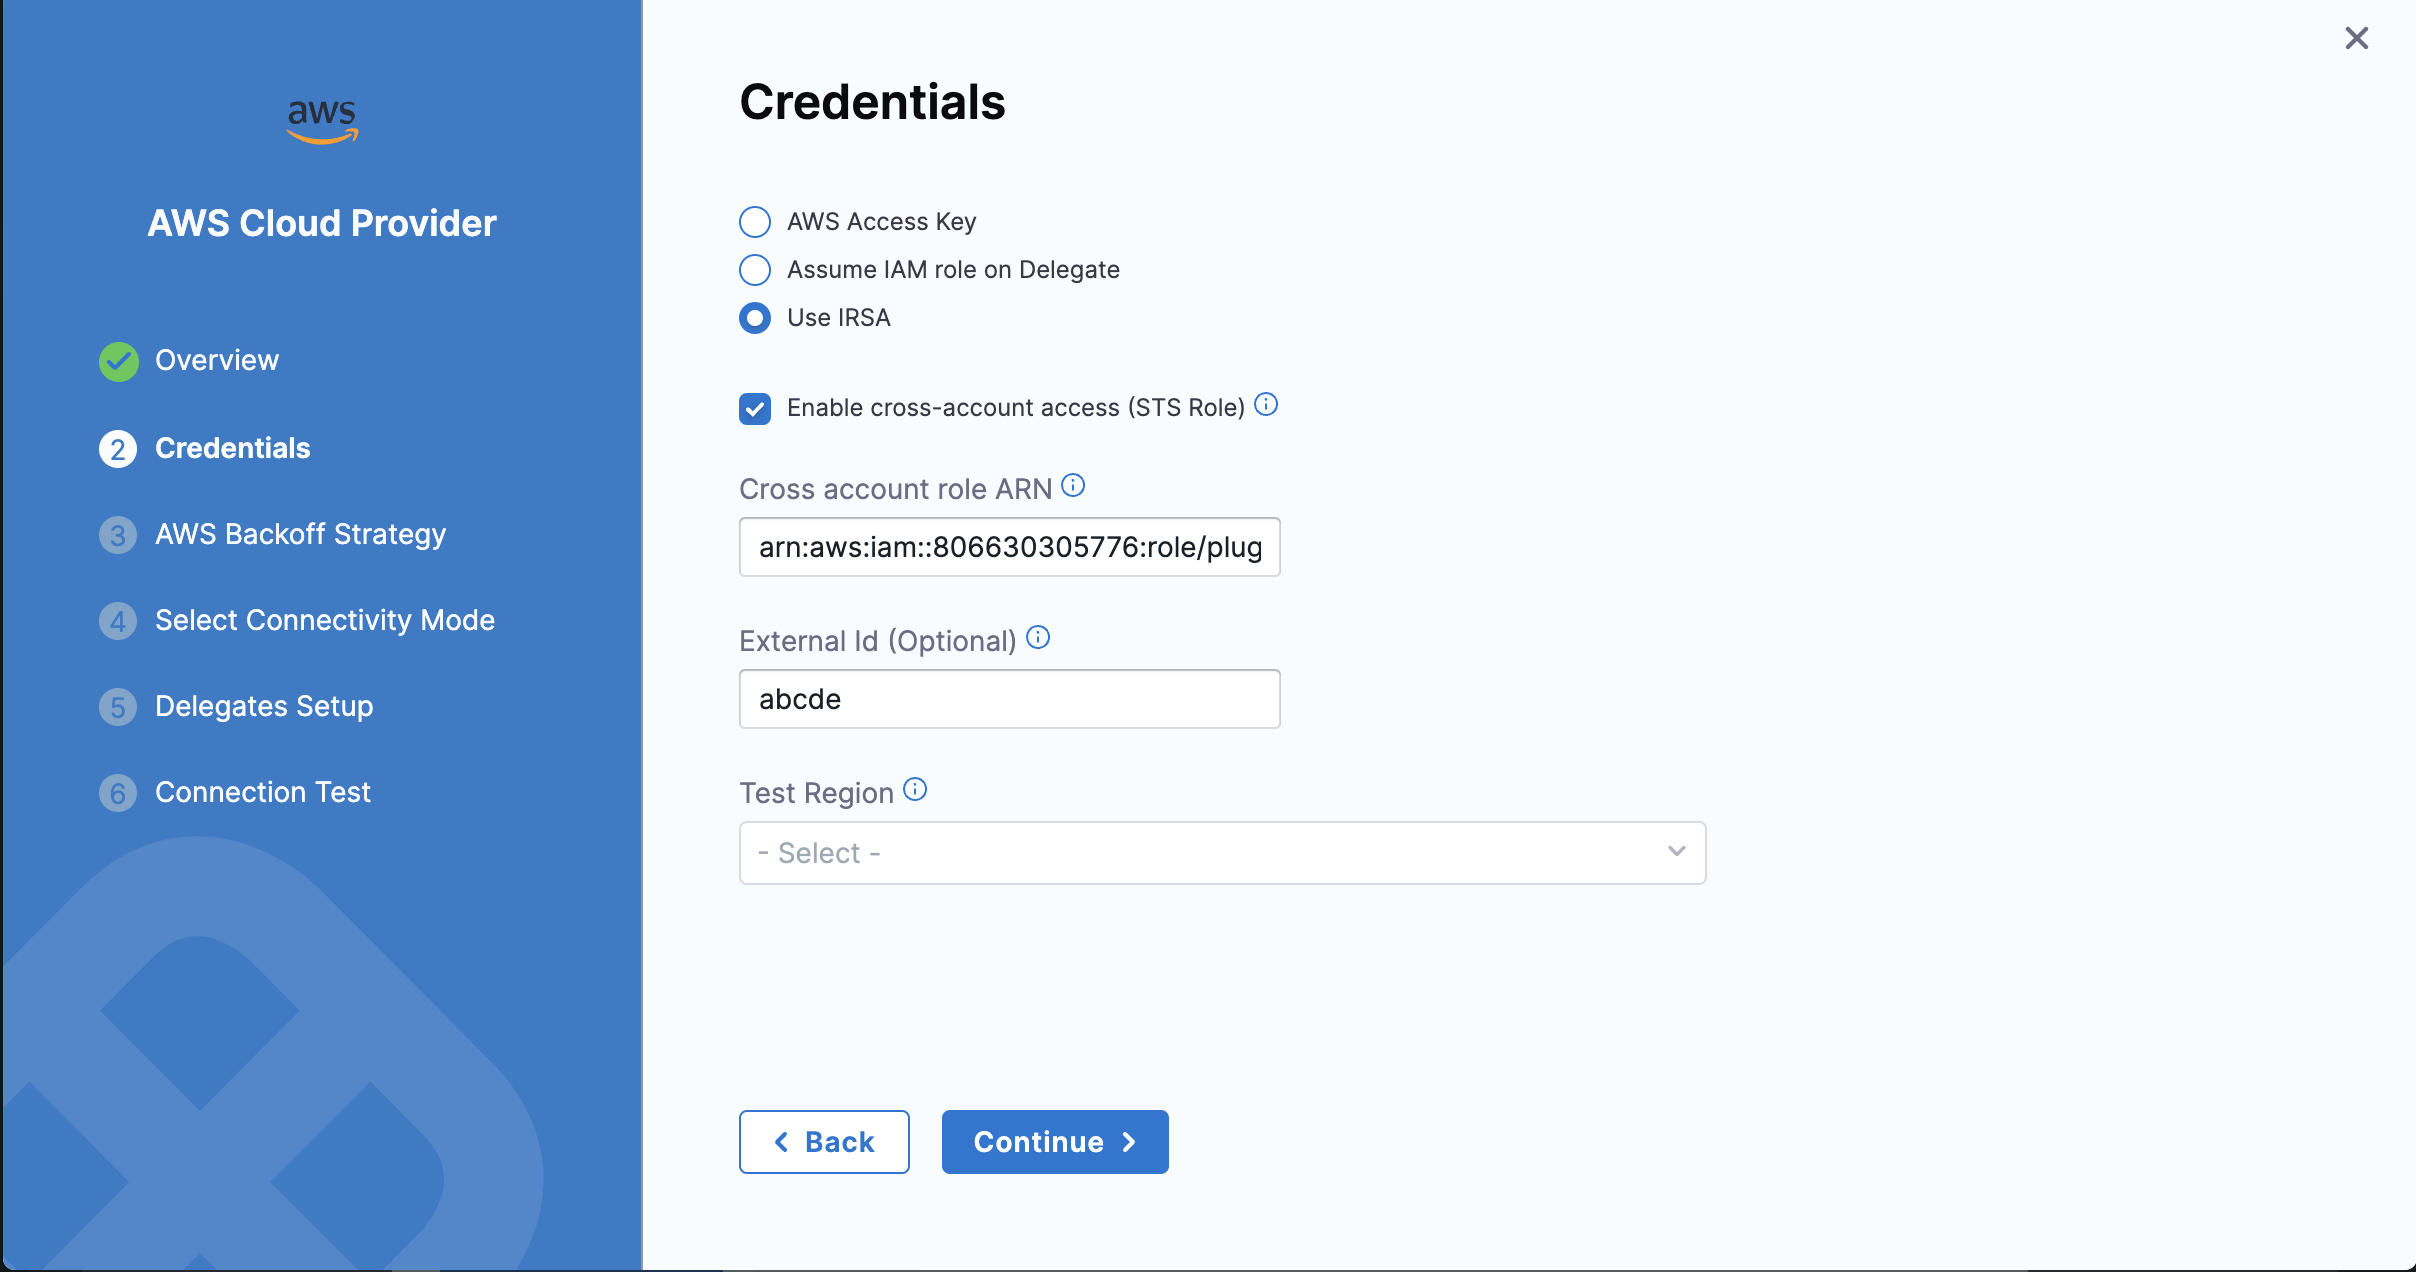 aws
AWS Cloud Provider
Overview
2 Credentials
3 AWS Backoff Strategy
4 Select Connectivity Mode
5 Delegates Setup
6 Connection Test
Credentials
AWS Access Key
Assume IAM role on Delegate
Use IRSA
Enable cross-account access (STS Role)
Cross account role ARN
arn:aws:iam::806630305776:role/plug
External Id (Optional)
abcde
Test Region
- Select -
Back
Continue